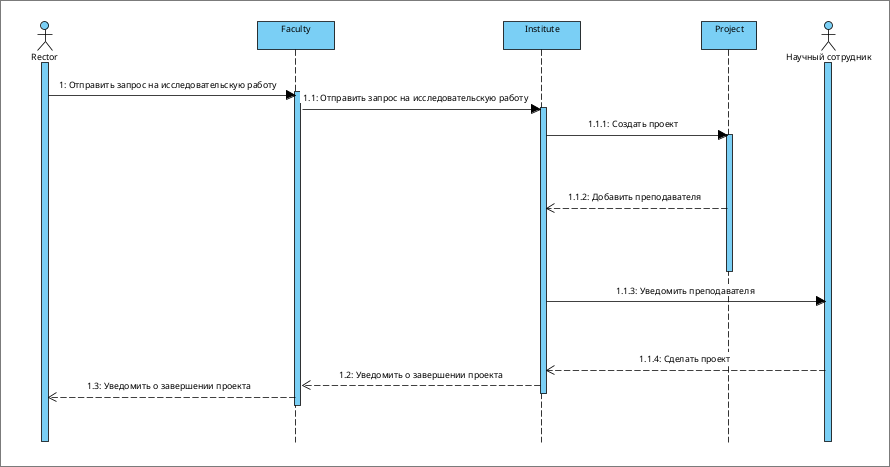 Faculty
Institute
Project
Rector
Научный сотрудник
1: Отправить запрос на исследовательскую работу
1.1: Отправить запрос на исследовательскую работу
1.1.1: Создать проект
1.1.2: Добавить преподавателя
1.1.3: Уведомить преподавателя
1.1.4: Сделать проект
1.2: Уведомить о завершении проекта
1.3: Уведомить о завершении проекта